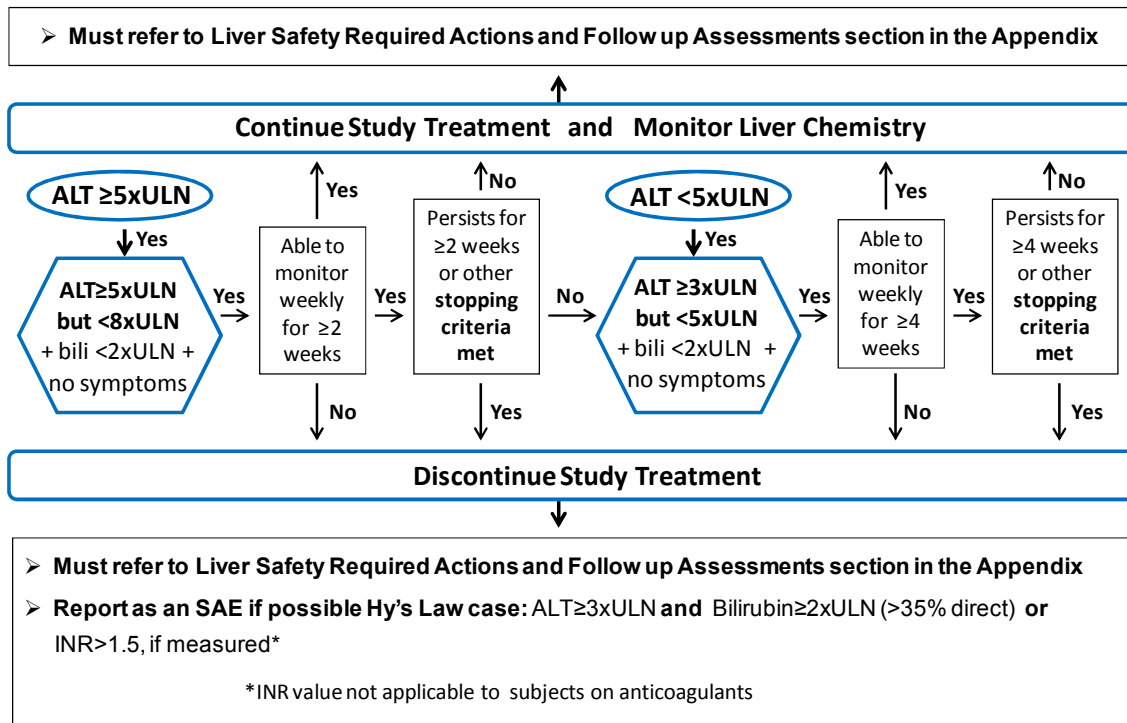 ➢ Must refer to Liver Safety Required Actions and Follow up Assessments section in the Appendix
Continue Study Treatment and Monitor Liver Chemistry
ALT ≥5xULN
Yes
ALT≥5xULN
but <8xULN
+ bili <2xULN +
no symptoms
Yes
Yes
Able to
monitor
weekly
for ≥2
weeks
No
Yes
No
Persists for
≥2 weeks
or other
stopping
criteria
met
Yes
No
ALT <5xULN
Yes
ALT ≥3xULN
but <5xULN
+ bili <2xULN +
no symptoms
Yes
Yes
Able to
monitor
weekly
for ≥4
weeks
No
Yes
No
Persists for
≥4 weeks
or other
stopping
criteria
met
Yes
Discontinue Study Treatment
➢ Must refer to Liver Safety Required Actions and Follow up Assessments section in the Appendix
➢ Report as an SAE if possible Hy's Law case: ALT≥3xULN and Bilirubin≥2xULN (>35% direct) or
INR>1.5, if measured*
*INR value not applicable to subjects on anticoagulants